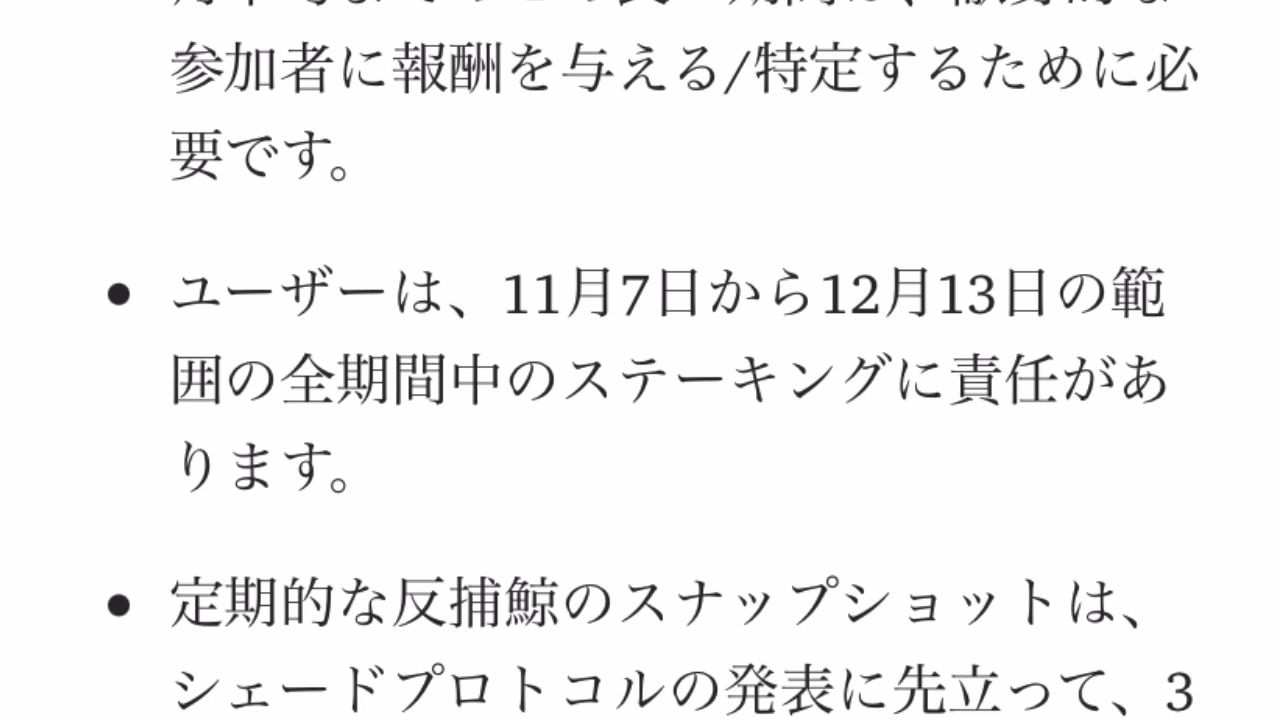 参加者に報酬を与える/特定するために必
要です。
• ユーザーは、11月7日から12月13日の範
囲の全期間中のステーキングに責任があ
ります。
• 定期的な反捕鯨のスナップショットは、
シェードプロトコルの発表に先立って、3